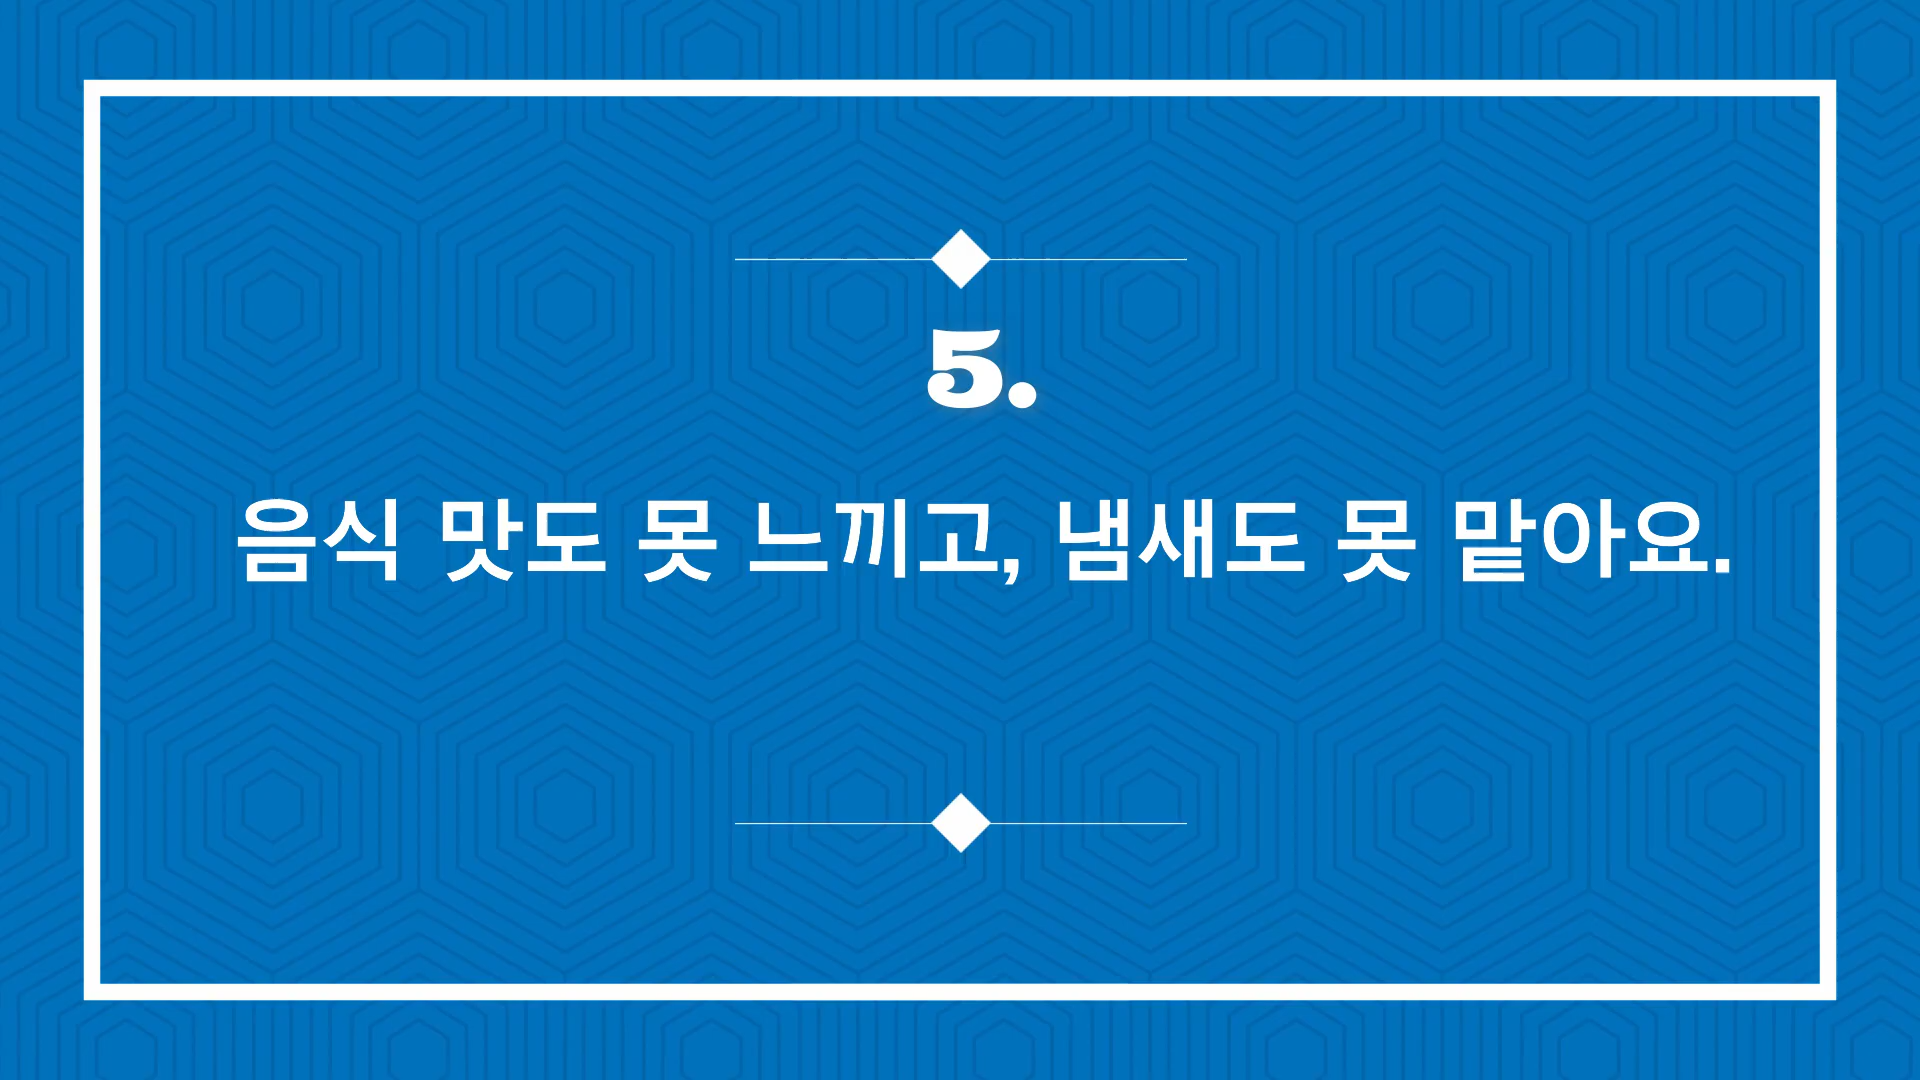 5.
음식 맛도 못 느끼고, 냄새도 못 맡아요.